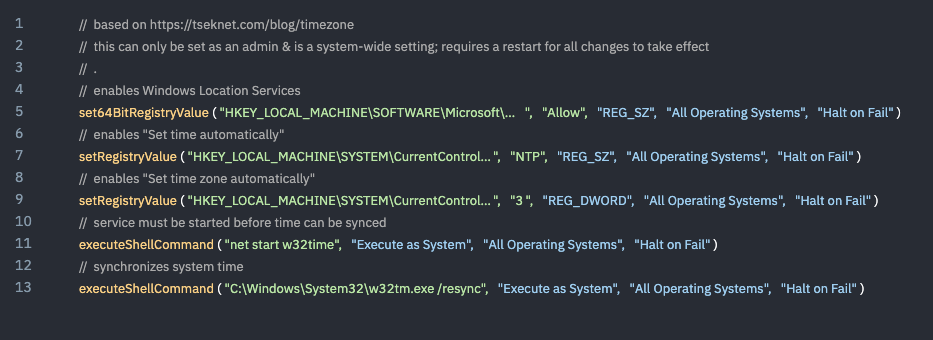 1 // based on https://tseknet.com/blog/timezone
2 // this can only be set as an admin & is a system-wide setting; requires a restart for all changes to take effect
3 // .
4 // enables Windows Location Services
5 set64BitRegistryValue ( "HKEY_LOCAL_MACHINE\SOFTWARE\Microsoft\... ", "Allow", "REG_SZ", "All Operating Systems", "Halt on Fail" )
6 // enables "Set time automatically"
7 setRegistryValue ( "HKEY_LOCAL_MACHINE\SYSTEM\CurrentControl... ", "NTP", "REG_SZ", "All Operating Systems", "Halt on Fail" )
8 // enables "Set time zone automatically"
9 setRegistryValue ( "HKEY_LOCAL_MACHINE\SYSTEM\CurrentControl... ", "3 ", "REG_DWORD", "All Operating Systems", "Halt on Fail" )
10 // service must be started before time can be synced
11 executeShellCommand ( "net start w32time", "Execute as System", "All Operating Systems", "Halt on Fail" )
12 // synchronizes system time
13 executeShellCommand ( "C:\Windows\System32\w32tm.exe /resync", "Execute as System", "All Operating Systems", "Halt on Fail" )